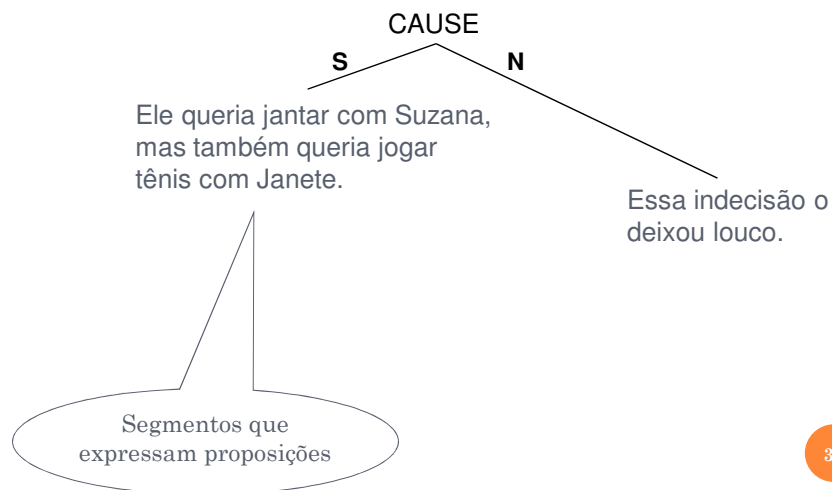 CAUSE
S N
Ele queria jantar com Suzana,
mas também queria jogar
tênis com Janete.
Essa indecisão o
deixou louco.
Segmentos que
expressam proposições